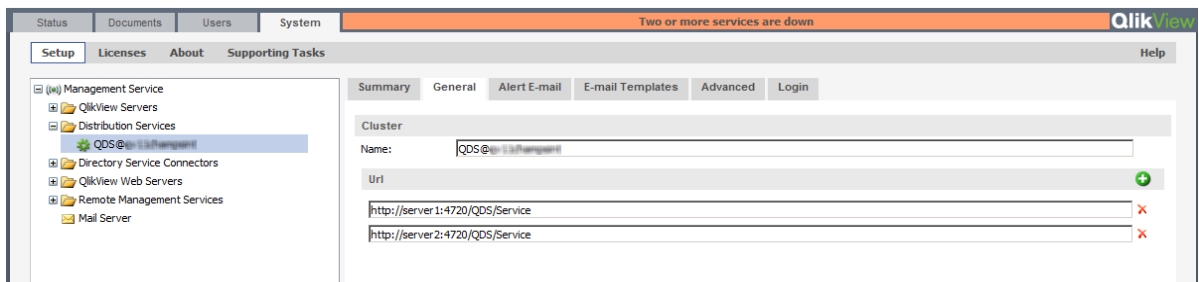 Status Documents Users System Two or more services are down QlikView
Setup Licenses About Supporting Tasks Help
Management Service
QlikView Servers
Distribution Services
QDS@
Directory Service Connectors
QlikView Web Servers
Remote Management Services
Mail Server
Summary General Alert E-mail E-mail Templates Advanced Login
Cluster
Name: QDS@
Url
http://server1:4720/QDS/Service
http://server2:4720/QDS/Service